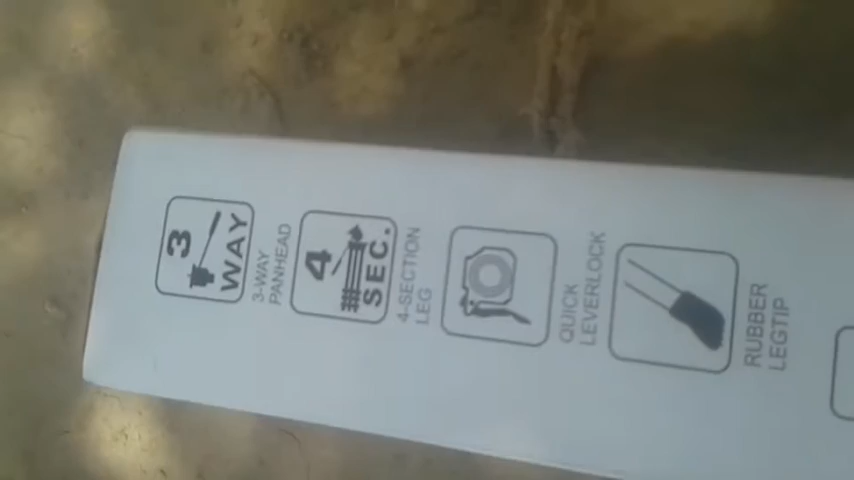 3
WAY
3-WAY
PANHEAD
4
SEC.
4-SECTION
LEG
QUICK
LEVERLOCK
RUBBER
LEGTIP